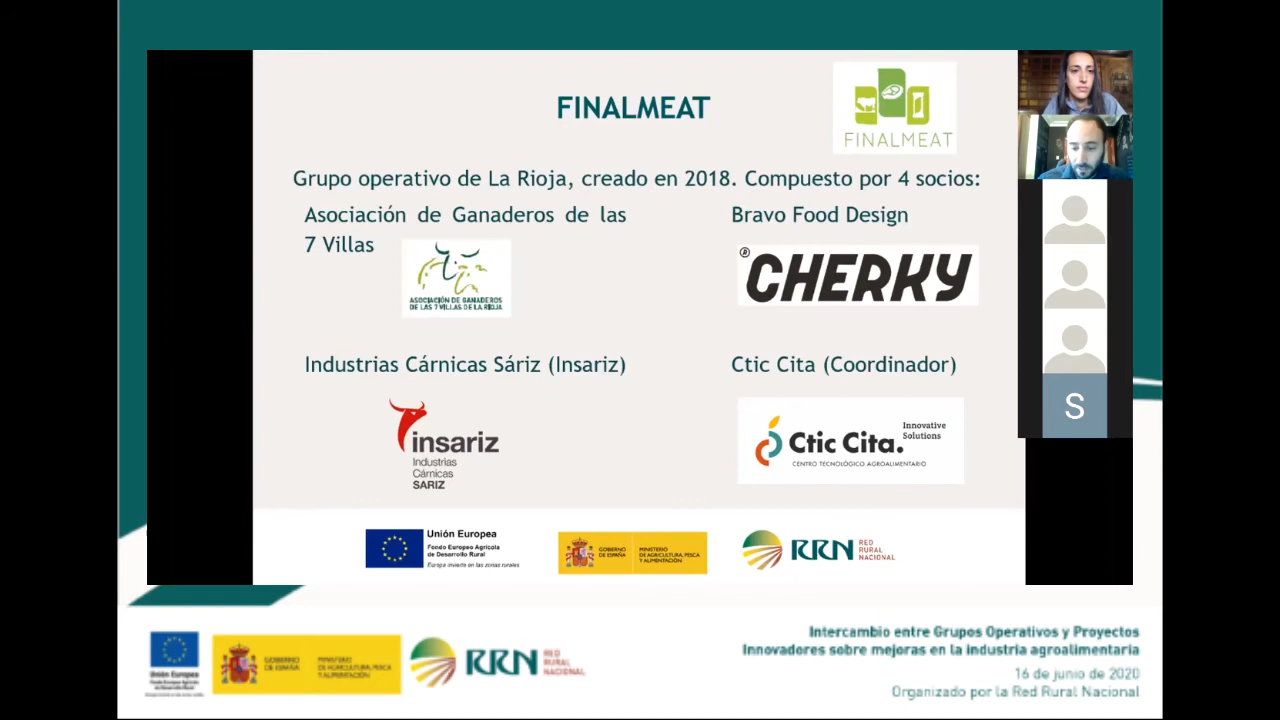 FINALMEAT
FINALMEAT
Grupo operativo de La Rioja, creado en 2018. Compuesto por 4 socios:
Asociación de Ganaderos de las
7 Villas
ASOCIACIÓN DE GANADEROS
DE LAS 7 VILLAS DE LA RIOJA
Bravo Food Design
® CHERKY
Industrias Cárnicas Sáriz (Insariz)
insariz
Industrias
Cárnicas
SARIZ
Ctic Cita (Coordinador)
Ctic Cita.
Innovative
Solutions
CENTRO TECNOLÓGICO AGROALIMENTARIO
S
Unión Europea
Fondo Europeo Agrícola
de Desarrollo Rural
Europa invierte en las zonas rurales
GOBIERNO
DE ESPAÑA
MINISTERIO
DE AGRICULTURA, PESCA
Y ALIMENTACIÓN
RRN
RED
RURAL
NACIONAL
Unión Europea
GOBIERNO
DE ESPAÑA
MINISTERIO
DE AGRICULTURA, PESCA
Y ALIMENTACIÓN
RRN
RED
RURAL
NACIONAL
Intercambio entre Grupos Operativos y Proyectos
Innovadores sobre mejoras en la industria agroalimentaria
16 de junio de 2020
Organizado por la Red Rural Nacional